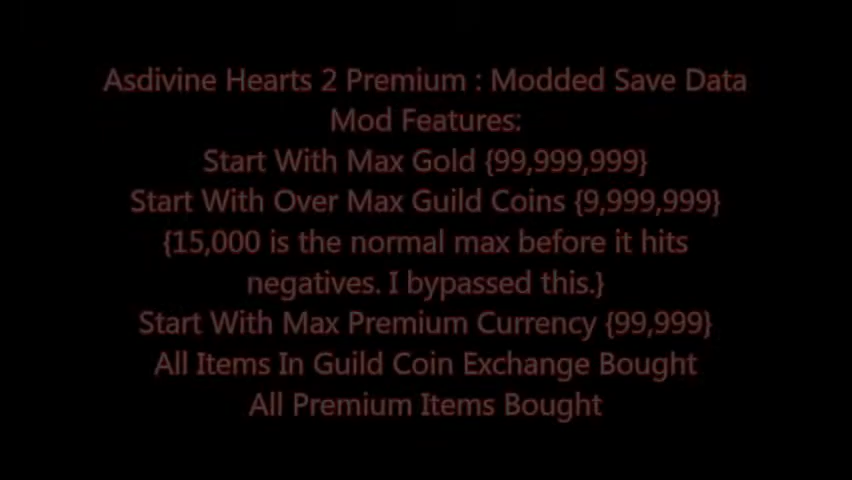 Asdivine Hearts 2 Premium : Modded Save Data
Mod Features:
Start With Max Gold {99,999,999}
Start With Over Max Guild Coins {9,999,999}
{15,000 is the normal max before it hits
negatives. I bypassed this.}
Start With Max Premium Currency {99,999}
All Items In Guild Coin Exchange Bought
All Premium Items Bought